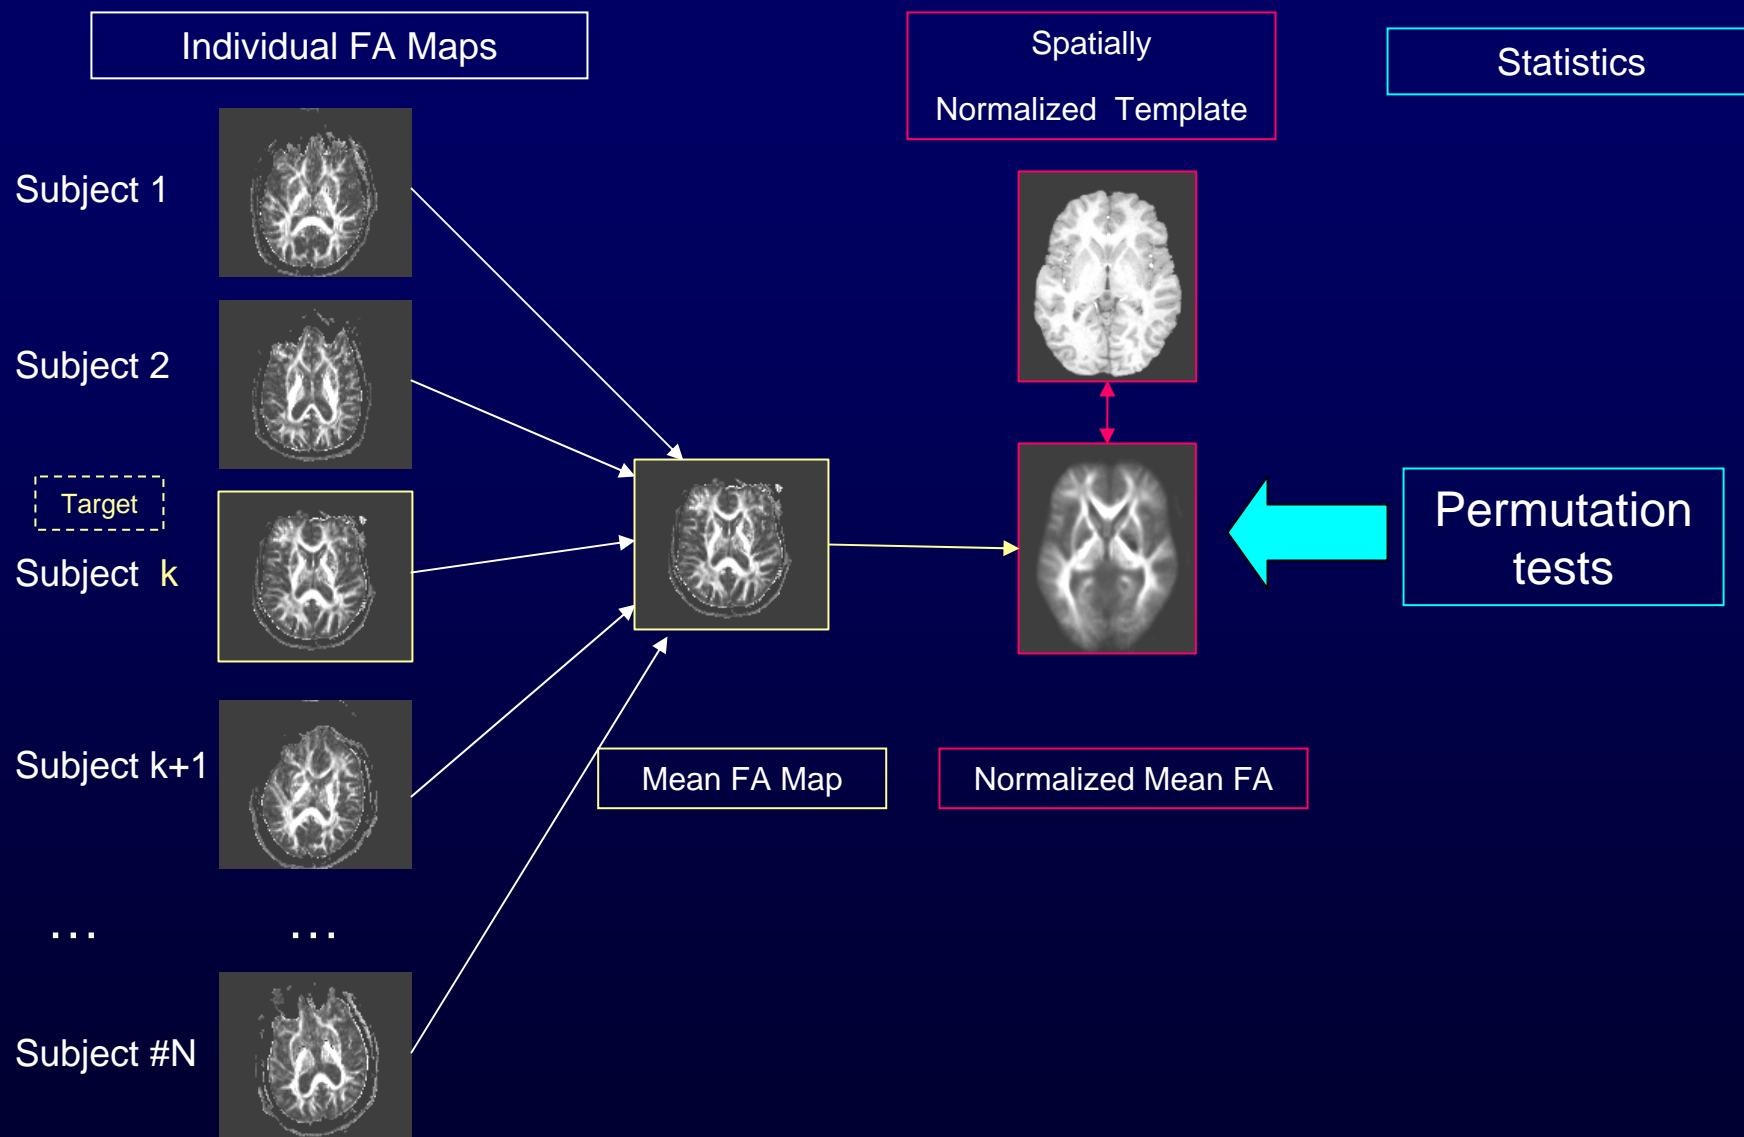 Individual FA Maps
Spatially
Normalized Template
Statistics
Subject 1
Subject 2
Target
Subject k
Permutation
tests
Subject k+1
Mean FA Map
Normalized Mean FA
... ...
Subject #N